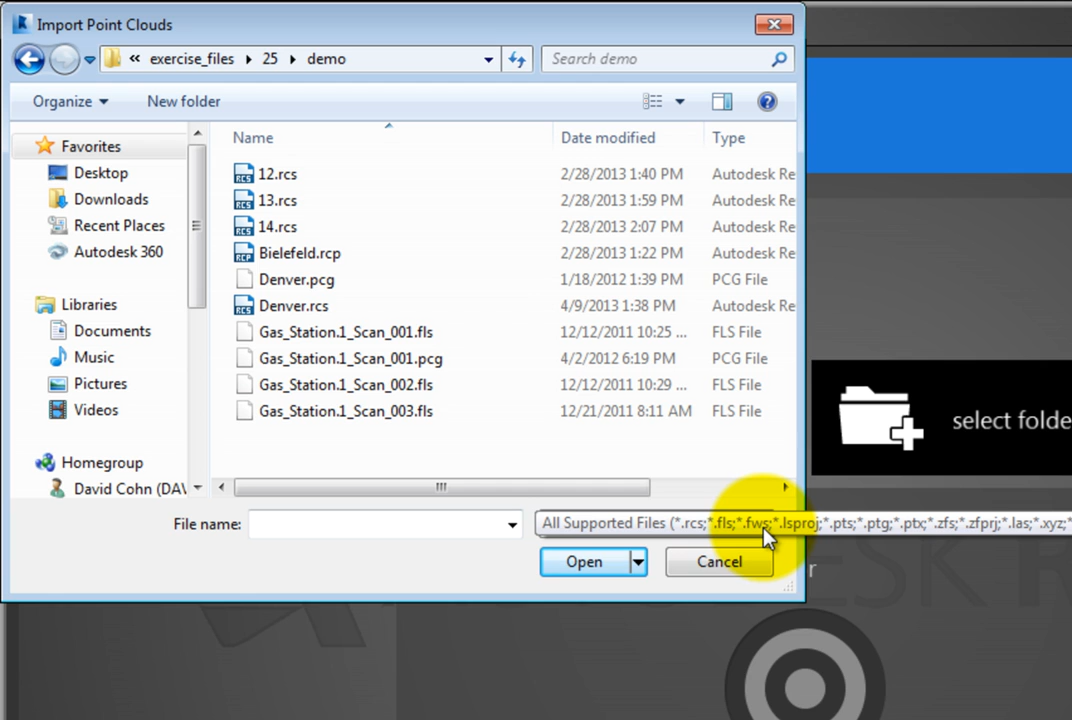 Import Point Clouds
« exercise_files ▸ 25 ▸ demo
Search demo
Organize
New folder
Name
Date modified
Type
Favorites
Desktop
Downloads
Recent Places
Autodesk 360
Libraries
Documents
Music
Pictures
Videos
Homegroup
David Cohn (DAV
12.rcs 2/28/2013 1:40 PM Autodesk Re
13.rcs 2/28/2013 1:59 PM Autodesk Re
14.rcs 2/28/2013 2:07 PM Autodesk Re
Bielefeld.rcp 2/28/2013 1:22 PM Autodesk Re
Denver.pcg 1/18/2012 1:39 PM PCG File
Denver.rcs 4/9/2013 1:38 PM Autodesk Re
Gas_Station.1_Scan_001.fls 12/12/2011 10:25 ... FLS File
Gas_Station.1_Scan_001.pcg 4/2/2012 6:19 PM PCG File
Gas_Station.1_Scan_002.fls 12/12/2011 10:29 ... FLS File
Gas_Station.1_Scan_003.fls 12/21/2011 8:11 AM FLS File
File name:
All Supported Files (*.rcs;*.fls;*.fws;*.lsproj;*.pts;*.ptg;*.ptx;*.zfs;*.zfprj;*.las;*.xyz;*
Open
Cancel
select folde